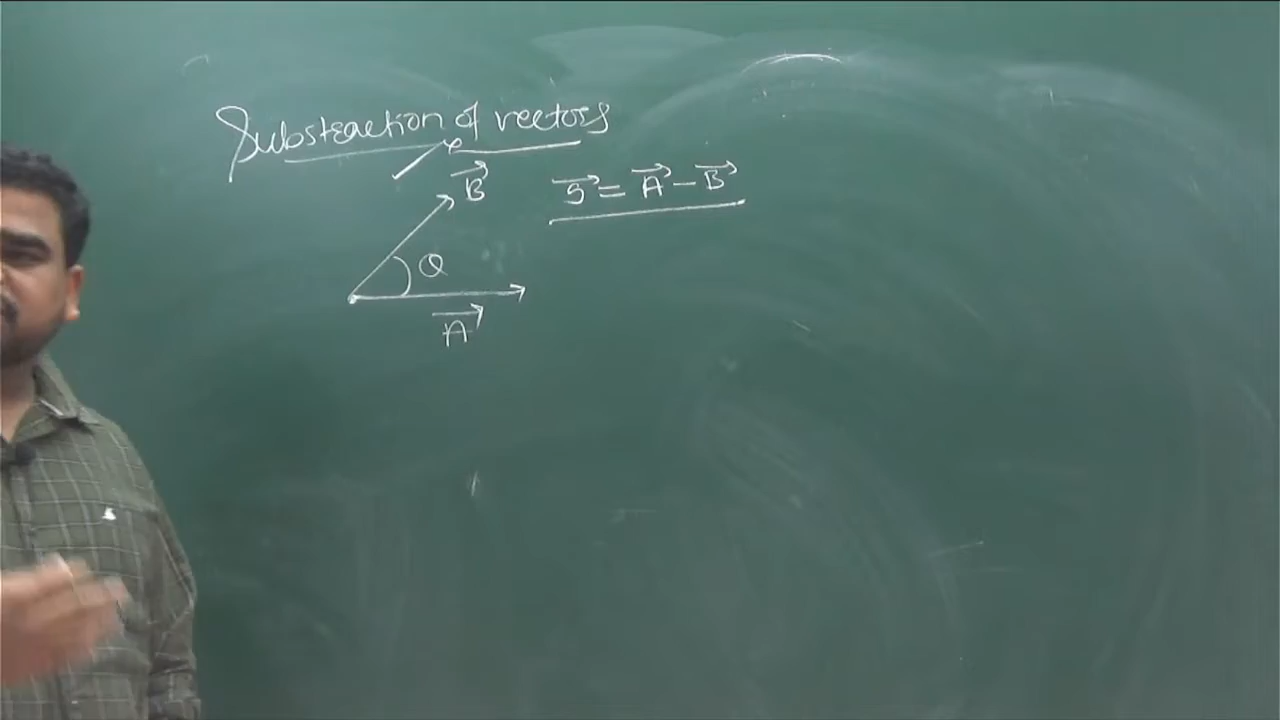 Substraction of vectors
B⃗
S⃗ = A⃗ - B⃗
θ
A⃗